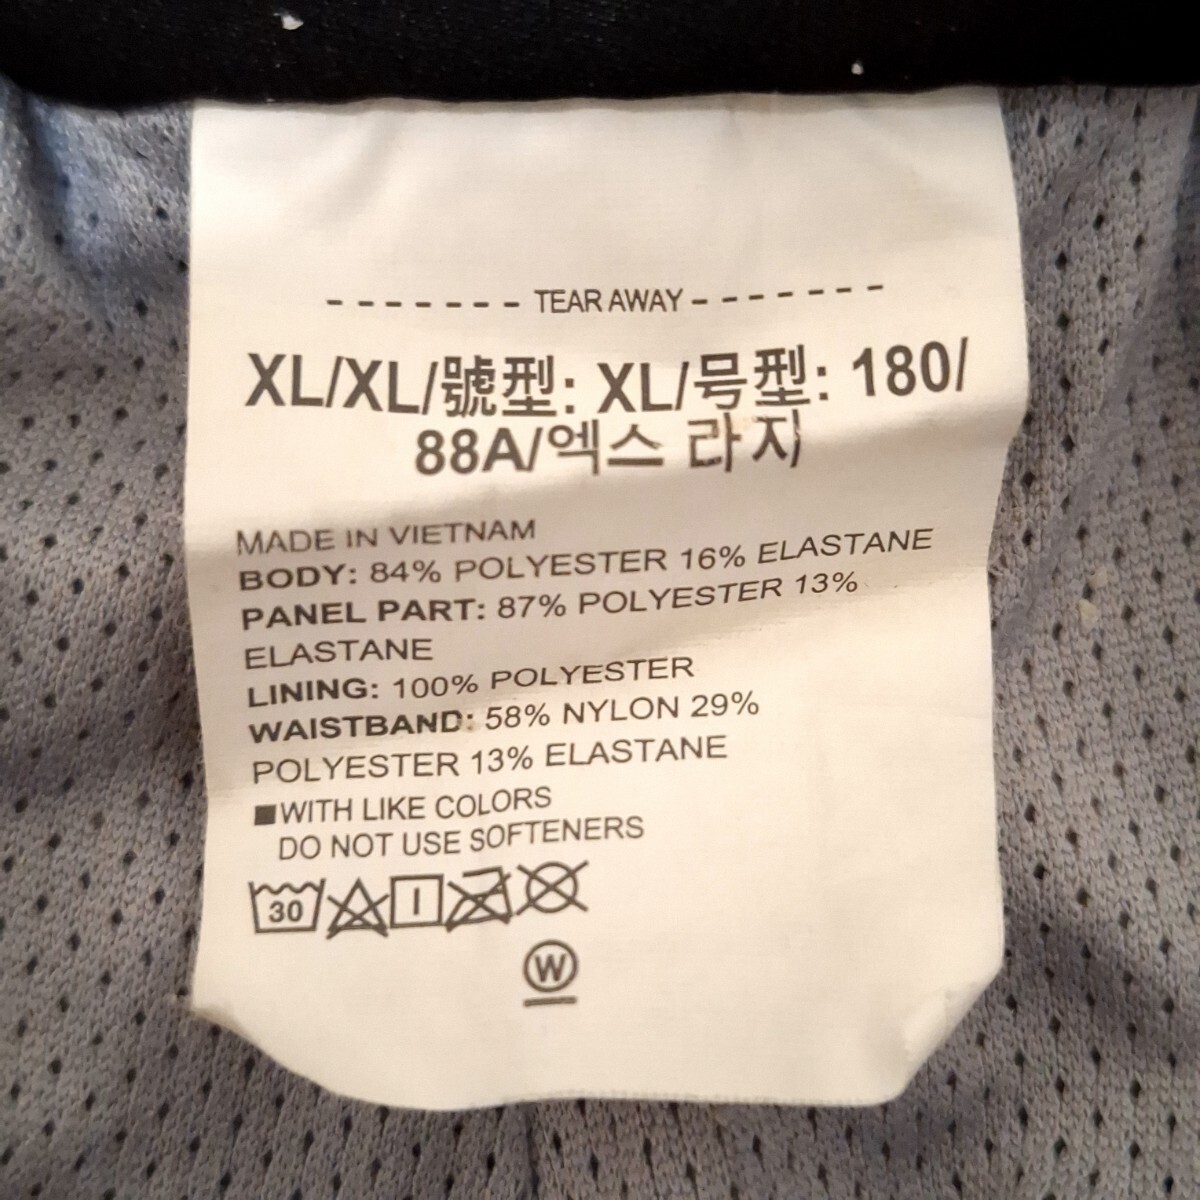 TEAR AWAY
XL/XL/號型: XL/号型: 180/
88A/엑스 라지
MADE IN VIETNAM
BODY: 84% POLYESTER 16% ELASTANE
PANEL PART: 87% POLYESTER 13%
ELASTANE
LINING: 100% POLYESTER
WAISTBAND: 58% NYLON 29%
POLYESTER 13% ELASTANE
■WITH LIKE COLORS
DO NOT USE SOFTENERS
30
W